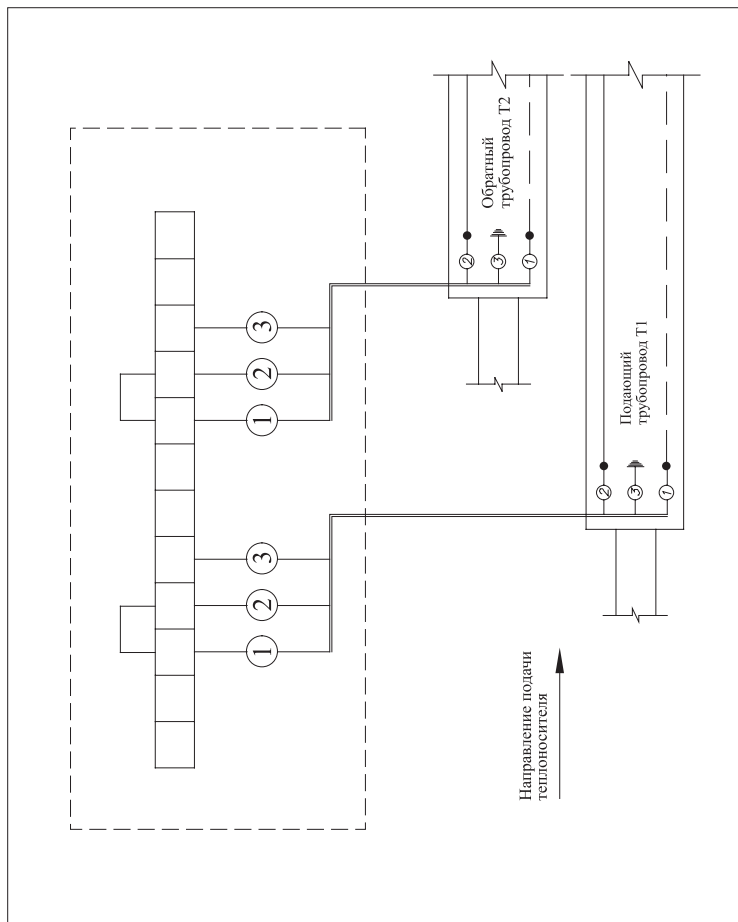 3
2
1
3
2
1
Обратный
трубопровод Т2
2
3
1
Подающий
трубопровод Т1
2
3
1
Направление подачи
теплоносителя